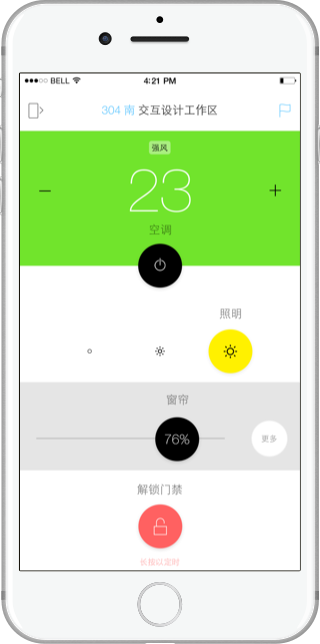 BELL 4:21 PM
304 南 交互设计工作区
强风
23
空调
照明
窗帘
76%
更多
解锁门禁
长按以定时